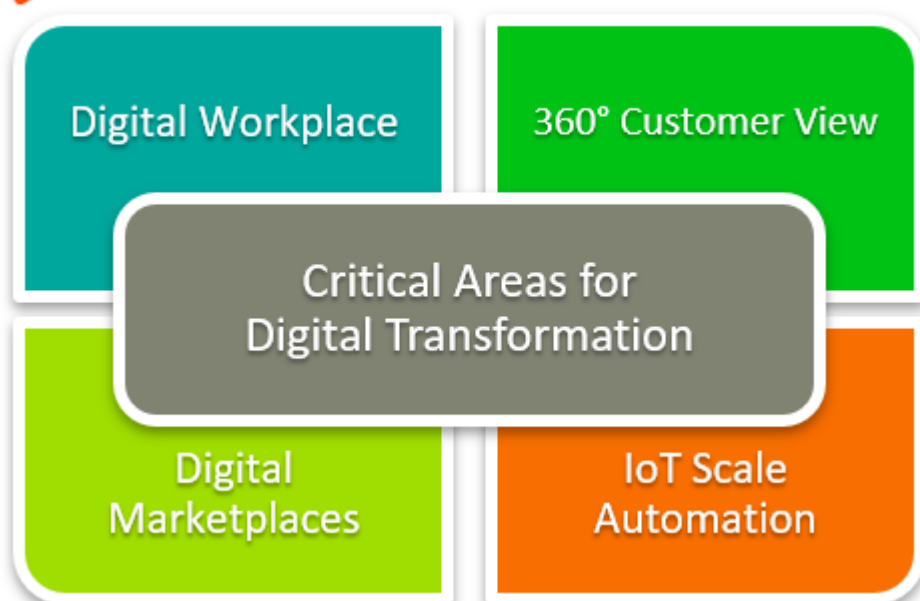 Digital Workplace
360° Customer View
Critical Areas for
Digital Transformation
Digital
Marketplaces
IoT Scale
Automation